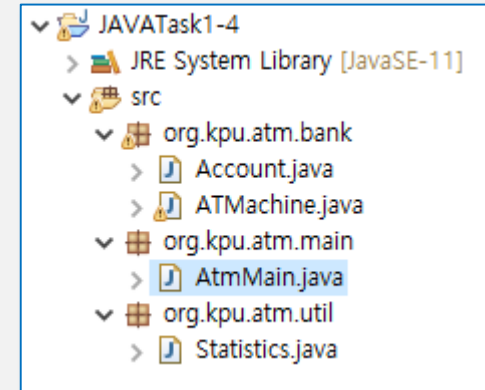 JAVATask1-4
JRE System Library [JavaSE-11]
src
org.kpu.atm.bank
Account.java
ATMachine.java
org.kpu.atm.main
AtmMain.java
org.kpu.atm.util
Statistics.java